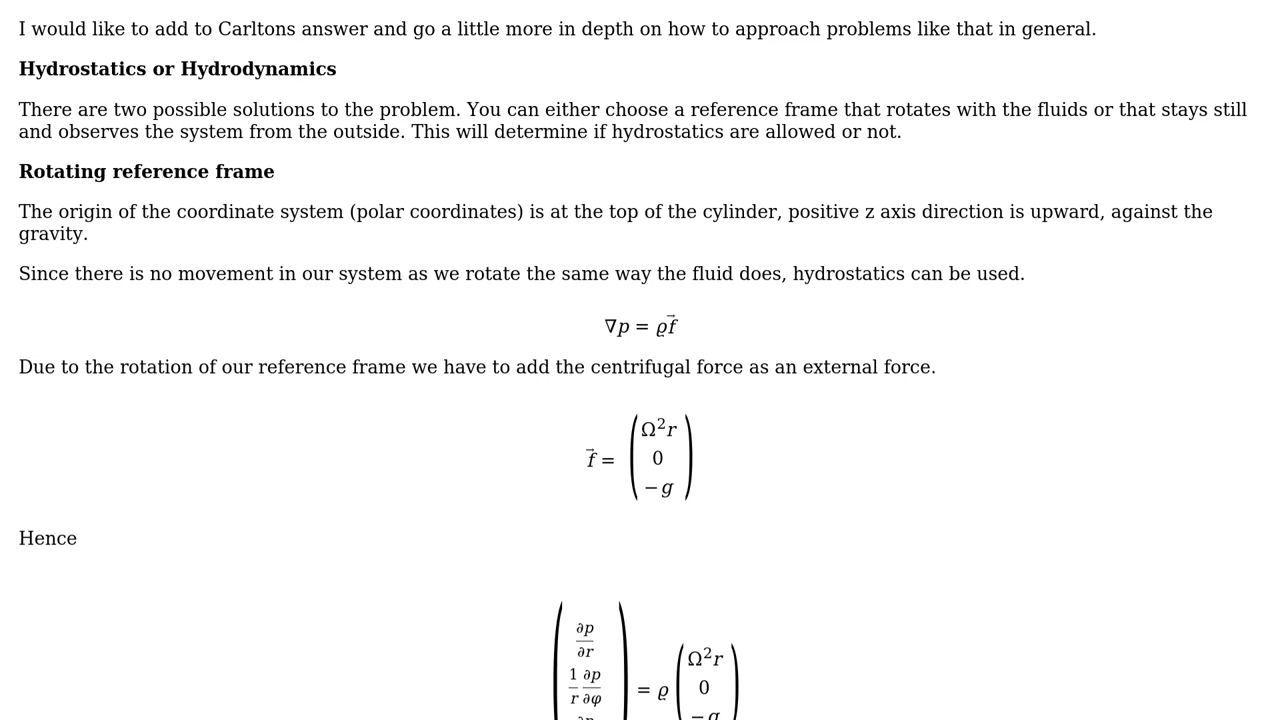 I would like to add to Carltons answer and go a little more in depth on how to approach problems like that in general.
Hydrostatics or Hydrodynamics
There are two possible solutions to the problem. You can either choose a reference frame that rotates with the fluids or that stays still
and observes the system from the outside. This will determine if hydrostatics are allowed or not.
Rotating reference frame
The origin of the coordinate system (polar coordinates) is at the top of the cylinder, positive z axis direction is upward, against the
gravity.
Since there is no movement in our system as we rotate the same way the fluid does, hydrostatics can be used.
∇p = ϱf⃗
Due to the rotation of our reference frame we have to add the centrifugal force as an external force.
f⃗ = (Ω²r
0
−g)
Hence
(∂p/∂r
1/r ∂p/∂φ
∂p) = ϱ (Ω²r
0
−g)